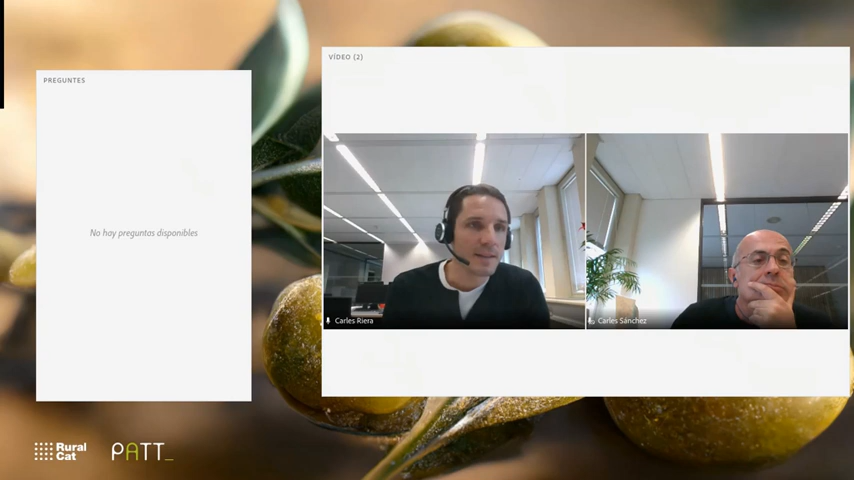 PREGUNTES
No hay preguntas disponibles
VÍDEO (2)
Carles Riera
Carles Sánchez
Rural
Cat
PATT_